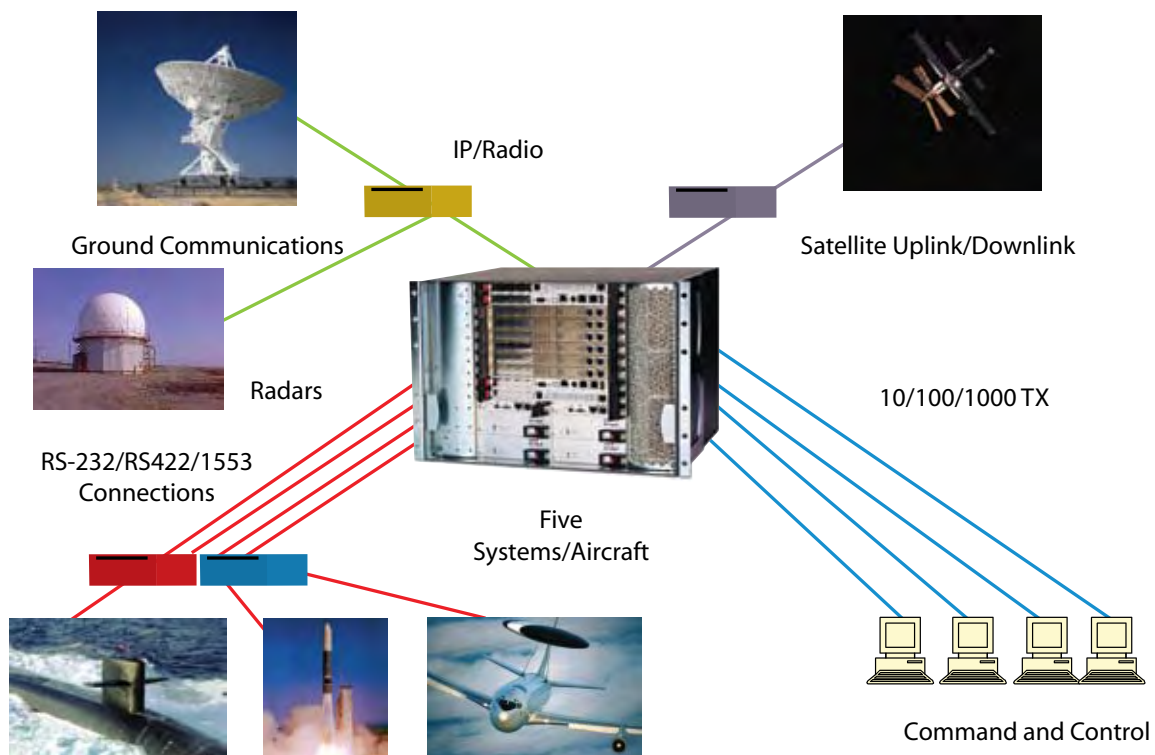 IP/Radio
Ground Communications
Satellite Uplink/Downlink
Radars
10/100/1000 TX
RS-232/RS422/1553
Connections
Five
Systems/Aircraft
Command and Control